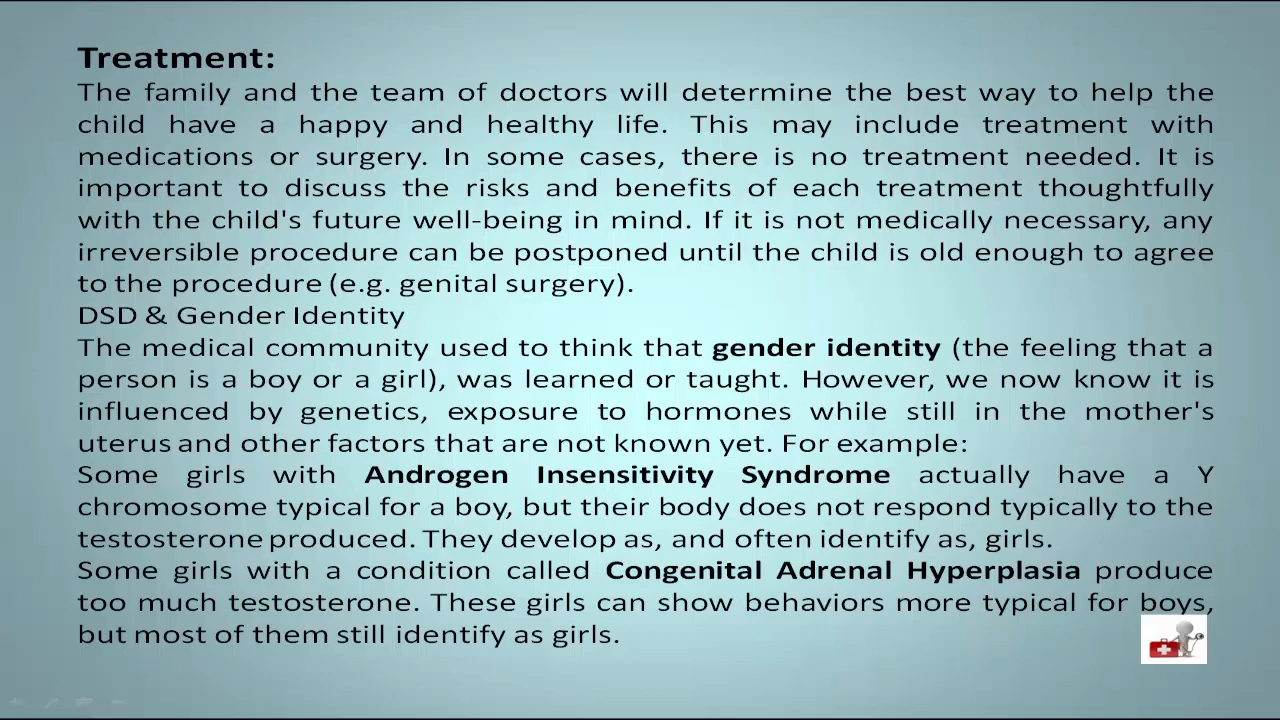 Treatment:
The family and the team of doctors will determine the best way to help the
child have a happy and healthy life. This may include treatment with
medications or surgery. In some cases, there is no treatment needed. It is
important to discuss the risks and benefits of each treatment thoughtfully
with the child's future well-being in mind. If it is not medically necessary, any
irreversible procedure can be postponed until the child is old enough to agree
to the procedure (e.g. genital surgery).
DSD & Gender Identity
The medical community used to think that gender identity (the feeling that a
person is a boy or a girl), was learned or taught. However, we now know it is
influenced by genetics, exposure to hormones while still in the mother's
uterus and other factors that are not known yet. For example:
Some girls with Androgen Insensitivity Syndrome actually have a Y
chromosome typical for a boy, but their body does not respond typically to the
testosterone produced. They develop as, and often identify as, girls.
Some girls with a condition called Congenital Adrenal Hyperplasia produce
too much testosterone. These girls can show behaviors more typical for boys,
but most of them still identify as girls.